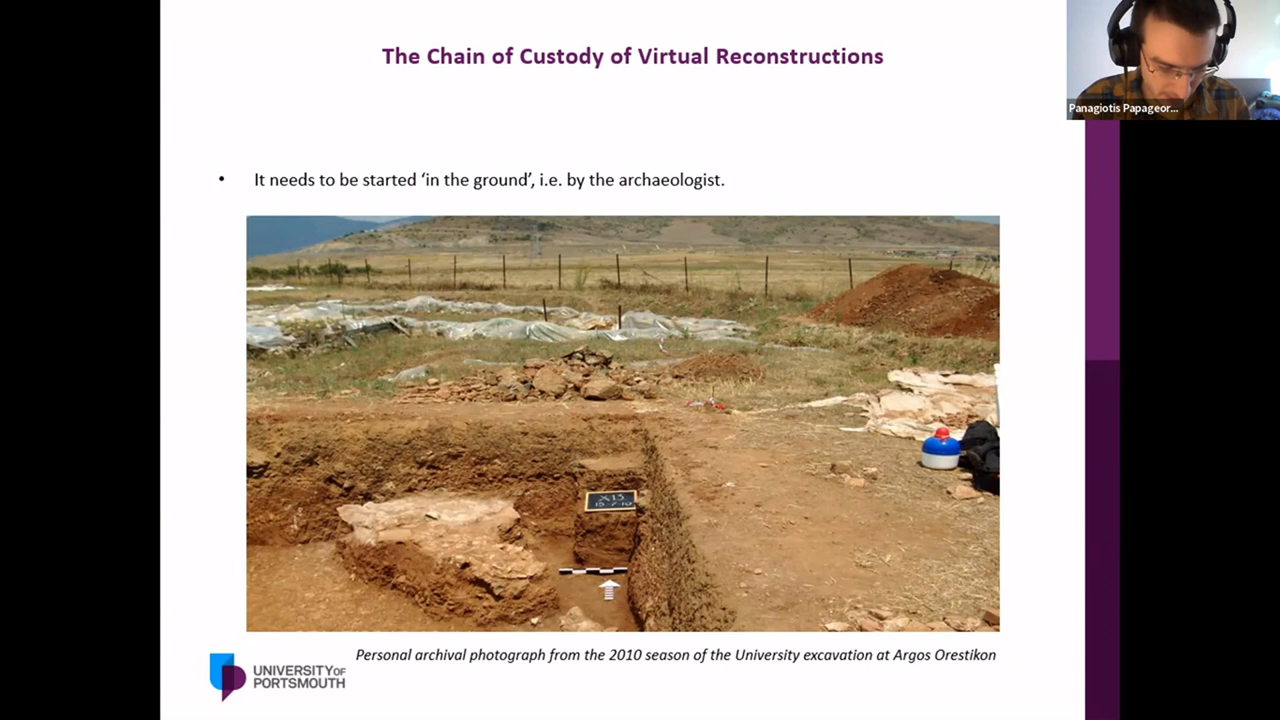 The Chain of Custody of Virtual Reconstructions
Panagiotis Papageor...
• It needs to be started ‘in the ground’, i.e. by the archaeologist.
X13
Personal archival photograph from the 2010 season of the University excavation at Argos Orestikon
UNIVERSITY OF
PORTSMOUTH